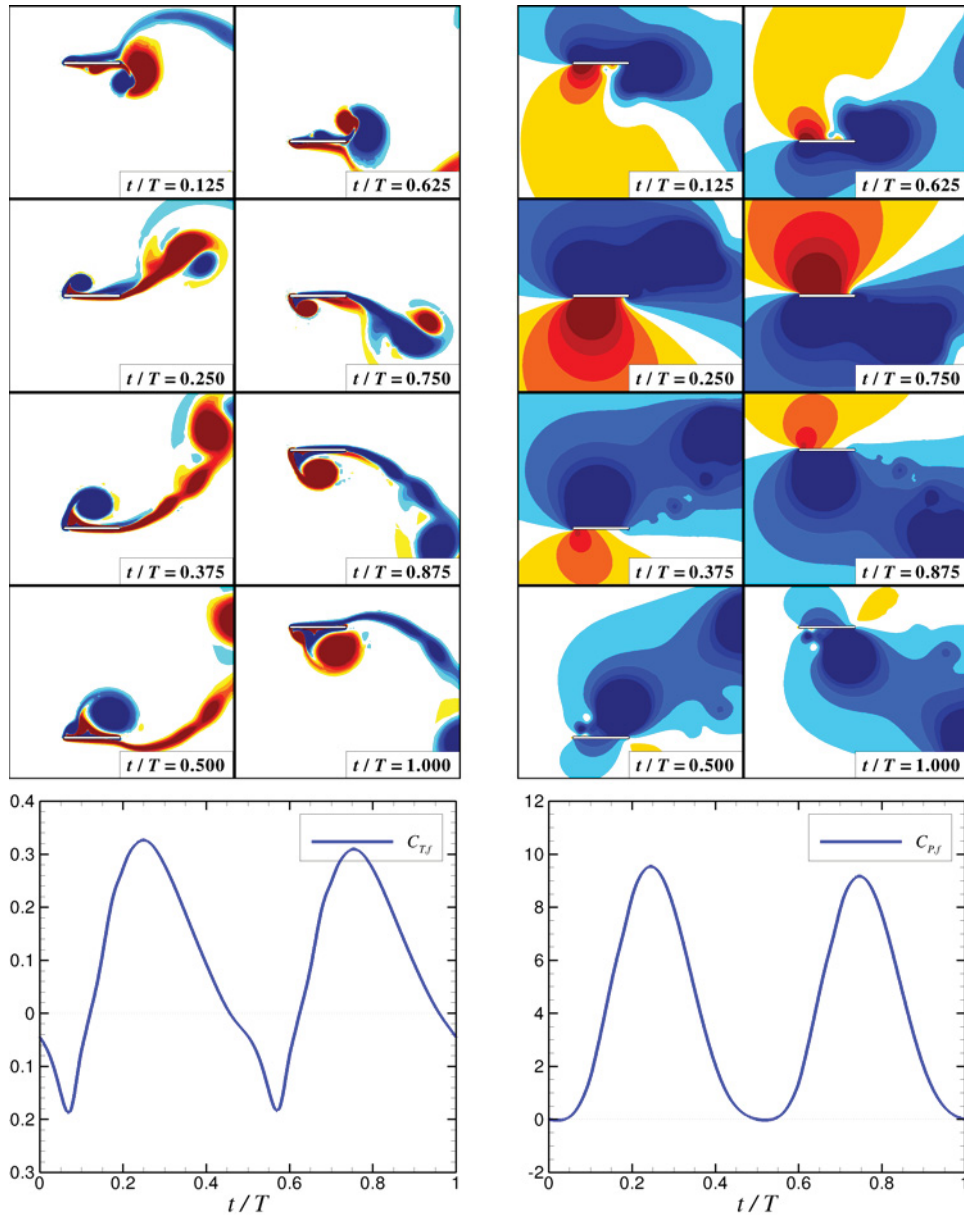 t / T = 0.125
t / T = 0.625
t / T = 0.250
t / T = 0.750
t / T = 0.375
t / T = 0.875
t / T = 0.500
t / T = 1.000
t / T = 0.125
t / T = 0.625
t / T = 0.250
t / T = 0.750
t / T = 0.375
t / T = 0.875
t / T = 0.500
t / T = 1.000
0.4
0.3
0.2
0.1
0
0.1
0.2
0.3
C_{T,f}
0 0.2 0.4 0.6 0.8 1
t / T
12
10
8
6
4
2
0
-2
C_{P,f}
0 0.2 0.4 0.6 0.8 1
t / T